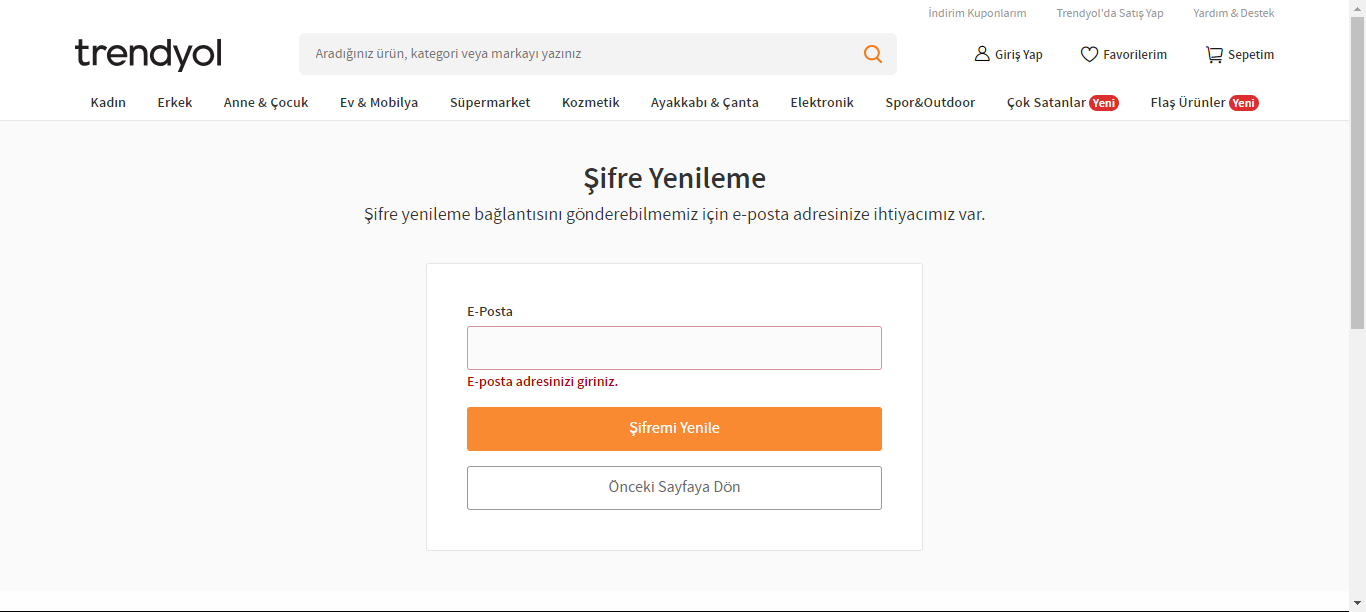 İndirim Kuponlarım Trendyol'da Satış Yap Yardım & Destek
trendyol
Aradığınız ürün, kategori veya markayı yazınız
Giriş Yap Favorilerim Sepetim
Kadın Erkek Anne & Çocuk Ev & Mobilya Süpermarket Kozmetik Ayakkabı & Çanta Elektronik Spor&Outdoor Çok Satanlar Yeni Flaş Ürünler Yeni
Şifre Yenileme
Şifre yenileme bağlantısını gönderebilmemiz için e-posta adresinize ihtiyacımız var.
E-Posta
E-posta adresinizi giriniz.
Şifremi Yenile
Önceki Sayfaya Dön